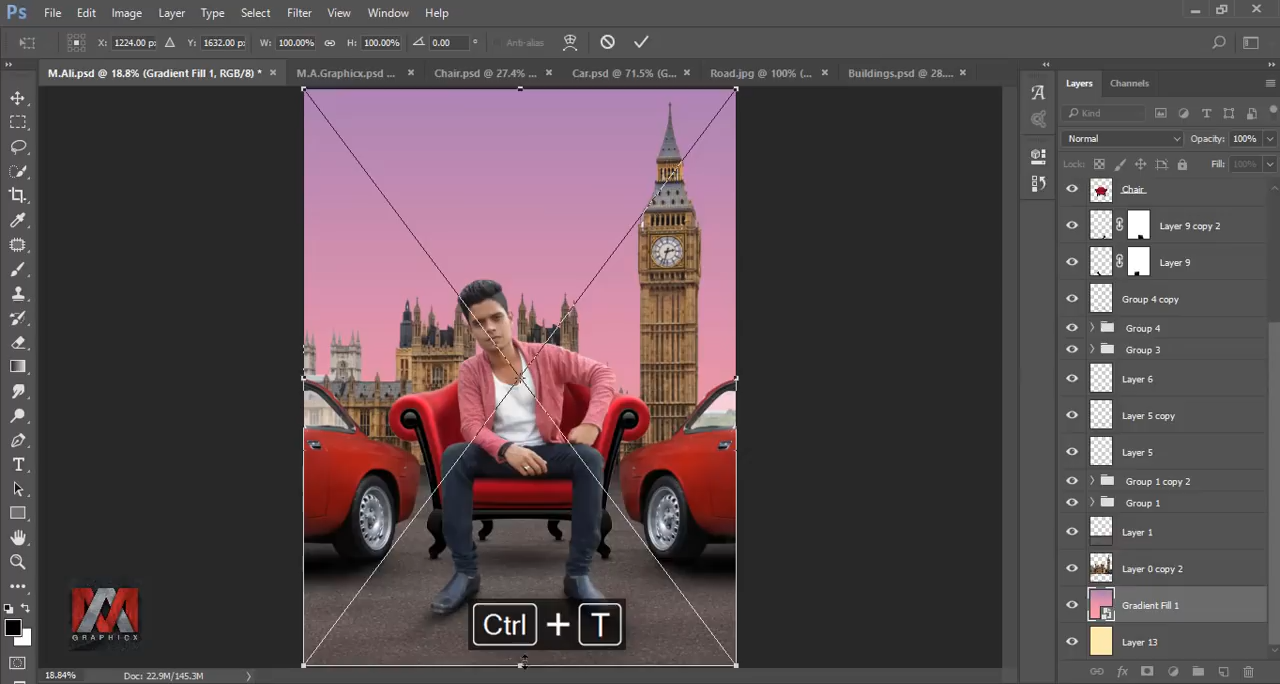 Ps File Edit Image Layer Type Select Filter View Window Help
X: 1224.00 px Y: 1632.00 px W: 100.00% H: 100.00% 0.00 ° Anti-alias
M.Ali.psd @ 18.8% (Gradient Fill 1, RGB/8) * × M.A.Graphicx.psd ... × Chair.psd @ 27.4% ... × Car.psd @ 71.5% (G... × Road.jpg @ 100% (... × Buildings.psd @ 28.... ×
Layers Channels
Kind
Normal Opacity: 100%
Lock: Fill: 100%
Chair
Layer 9 copy 2
Layer 9
Group 4 copy
Group 4
Group 3
Layer 6
Layer 5 copy
Layer 5
Group 1 copy 2
Group 1
Layer 1
Layer 0 copy 2
Gradient Fill 1
Layer 13
MA
GRAPHICX
Ctrl + T
18.84% Doc: 22.9M/145.3M